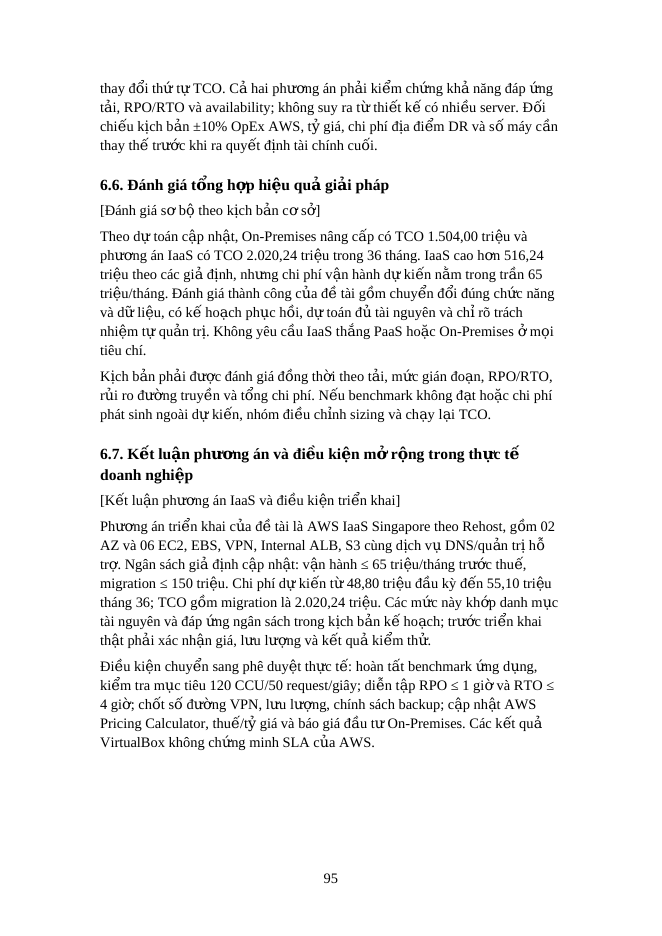 thay đổi thứ tự TCO. Cả hai phương án phải kiểm chứng khả năng đáp ứng
tải, RPO/RTO và availability; không suy ra từ thiết kế có nhiều server. Đối
chiếu kịch bản ±10% OpEx AWS, tỷ giá, chi phí địa điểm DR và số máy cần
thay thế trước khi ra quyết định tài chính cuối.
6.6. Đánh giá tổng hợp hiệu quả giải pháp
[Đánh giá sơ bộ theo kịch bản cơ sở]
Theo dự toán cập nhật, On-Premises nâng cấp có TCO 1.504,00 triệu và
phương án IaaS có TCO 2.020,24 triệu trong 36 tháng. IaaS cao hơn 516,24
triệu theo các giả định, nhưng chi phí vận hành dự kiến nằm trong trần 65
triệu/tháng. Đánh giá thành công của đề tài gồm chuyển đổi đúng chức năng
và dữ liệu, có kế hoạch phục hồi, dự toán đủ tài nguyên và chỉ rõ trách
nhiệm tự quản trị. Không yêu cầu IaaS thắng PaaS hoặc On-Premises ở mọi
tiêu chí.
Kịch bản phải được đánh giá đồng thời theo tải, mức gián đoạn, RPO/RTO,
rủi ro đường truyền và tổng chi phí. Nếu benchmark không đạt hoặc chi phí
phát sinh ngoài dự kiến, nhóm điều chỉnh sizing và chạy lại TCO.
6.7. Kết luận phương án và điều kiện mở rộng trong thực tế
doanh nghiệp
[Kết luận phương án IaaS và điều kiện triển khai]
Phương án triển khai của đề tài là AWS IaaS Singapore theo Rehost, gồm 02
AZ và 06 EC2, EBS, VPN, Internal ALB, S3 cùng dịch vụ DNS/quản trị hỗ
trợ. Ngân sách giả định cập nhật: vận hành ≤ 65 triệu/tháng trước thuế,
migration ≤ 150 triệu. Chi phí dự kiến từ 48,80 triệu đầu kỳ đến 55,10 triệu
tháng 36; TCO gồm migration là 2.020,24 triệu. Các mức này khớp danh mục
tài nguyên và đáp ứng ngân sách trong kịch bản kế hoạch; trước triển khai
thật phải xác nhận giá, lưu lượng và kết quả kiểm thử.
Điều kiện chuyển sang phê duyệt thực tế: hoàn tất benchmark ứng dụng,
kiểm tra mục tiêu 120 CCU/50 request/giây; diễn tập RPO ≤ 1 giờ và RTO ≤
4 giờ; chốt số đường VPN, lưu lượng, chính sách backup; cập nhật AWS
Pricing Calculator, thuế/tỷ giá và báo giá đầu tư On-Premises. Các kết quả
VirtualBox không chứng minh SLA của AWS.
95